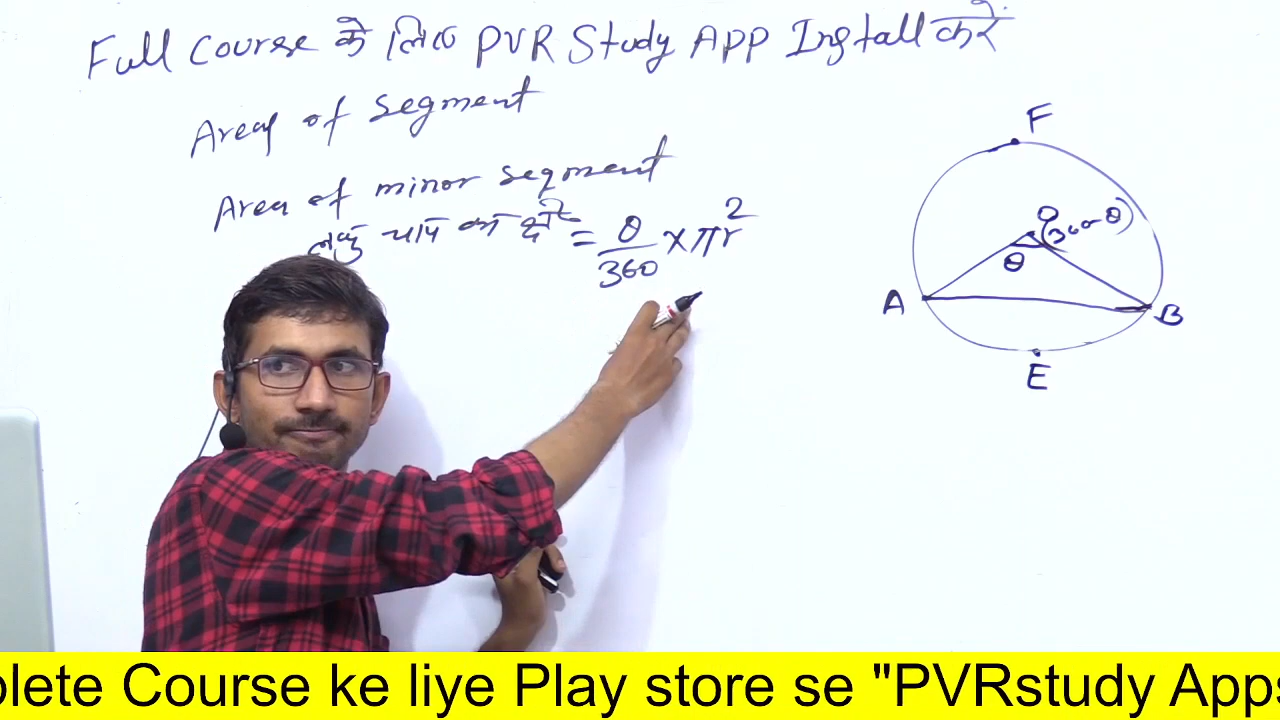 Full Course के लिए PVR Study APP Install करें
Area of segment
Area of minor segment
लघु चाप का क्षे० = θ/360 × πr²
F
O
(360-θ)
θ
A
B
E
plete Course ke liye Play store se "PVRstudy Apps